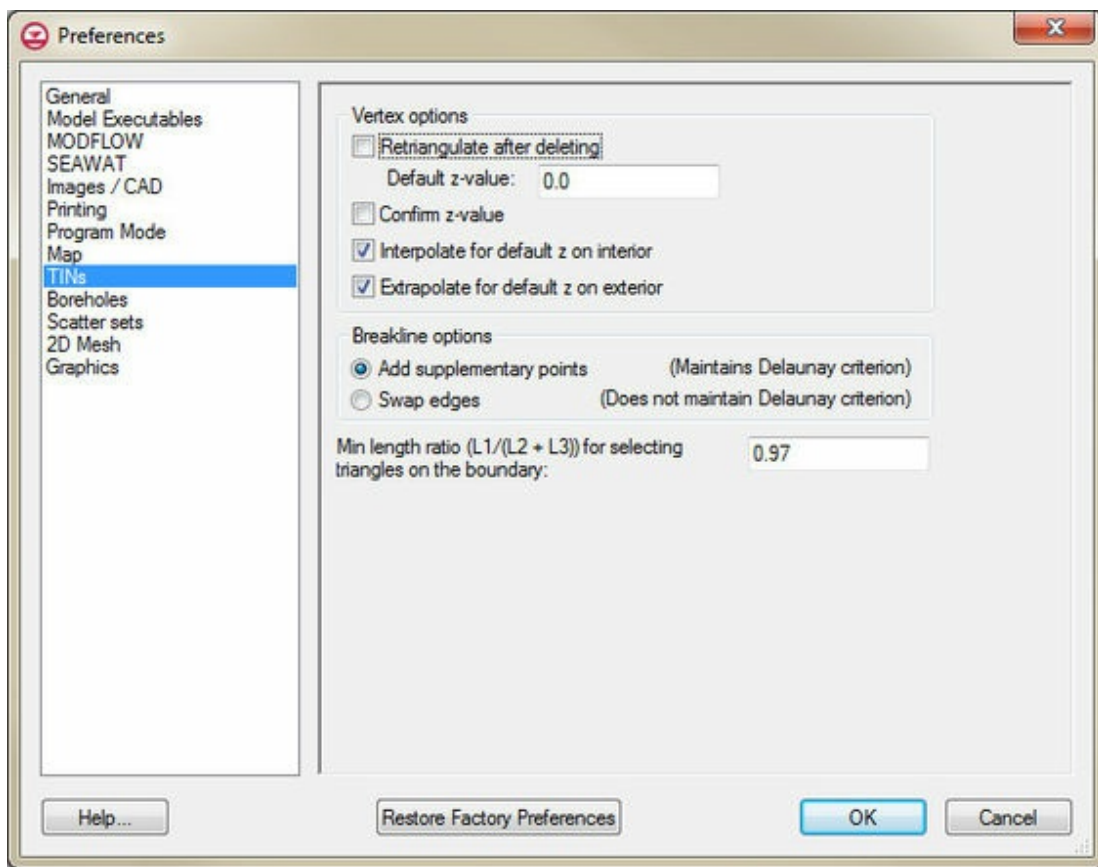 Preferences
General
Model Executables
MODFLOW
SEAWAT
Images / CAD
Printing
Program Mode
Map
TINs
Boreholes
Scatter sets
2D Mesh
Graphics
Vertex options
Retriangulate after deleting
Default z-value: 0.0
Confirm z-value
Interpolate for default z on interior
Extrapolate for default z on exterior
Breakline options
Add supplementary points (Maintains Delaunay criterion)
Swap edges (Does not maintain Delaunay criterion)
Min length ratio (L1/(L2 + L3)) for selecting 0.97
triangles on the boundary:
Help... Restore Factory Preferences OK Cancel